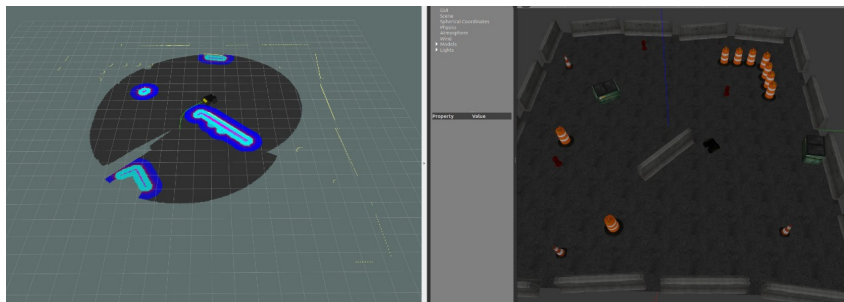 GUI
Scene
Spherical Coordinates
Physics
Atmosphere
Wind
Models
Lights
Property Value